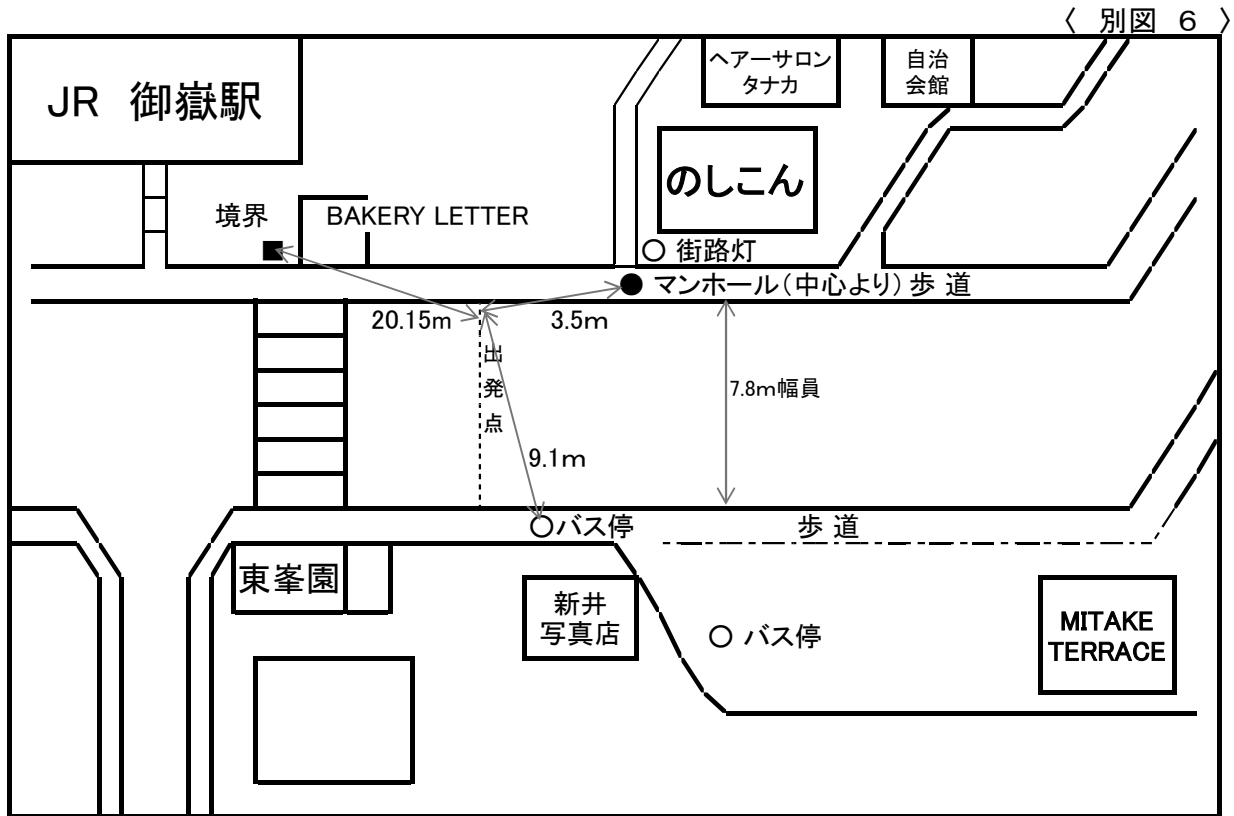 〈 別図 6 〉
JR 御嶽駅
ヘアーサロン
タナカ
自治
会館
のしこん
境界
BAKERY LETTER
街路灯
マンホール(中心より)
歩 道
20.15m
3.5m
出発点
7.8m幅員
9.1m
バス停
歩 道
東峯園
新井
写真店
バス停
MITAKE
TERRACE